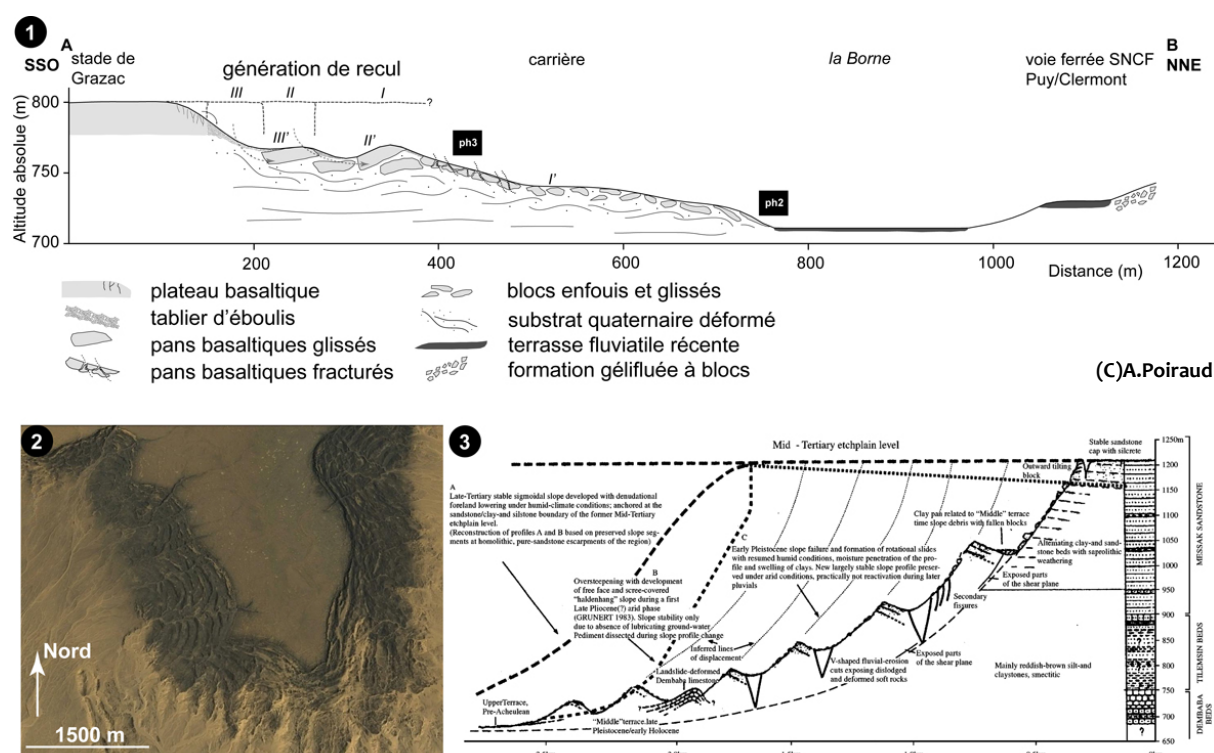 1
A
SSO
stade de
Grazac
génération de recul
carrière
la Borne
voie ferrée SNCF
Puy/Clermont
B
NNE
III II I
?
III' II' I'
ph3
ph2
Altitude absolue (m)
800
750
700
200 400 600 800 1000 1200
Distance (m)
plateau basaltique
tablier d'éboulis
pans basaltiques glissés
pans basaltiques fracturés
blocs enfouis et glissés
substrat quaternaire déformé
terrasse fluviatile récente
formation gélifluée à blocs
(C)A.Poiraud
2
Nord
1500 m
3
Mid - Tertiary etchplain level
Stable sandstone
cap with silcrete
Outward tilting
block
A
Late-Tertiary stable sigmoidal slope developed with denudational
foreland lowering under humid-climate conditions; anchored at the
sandstone/clay-and siltstone boundary of the former Mid-Tertiary
etchplain level.
(Reconstruction of profiles A and B based on preserved slope seg-
ments at homolithic, pure-sandstone escarpments of the region)
B
Oversteepening with development
of free face and scree-covered
"haldenhang" slope during a first
Late Pliocene(?) arid phase
(GRUNERT 1983). Slope stability only
due to absence of lubricating ground-water
Pediment dissected during slope profile change
C
Early Pleistocene slope failure and formation of rotational slides
with resumed humid conditions, moisture penetration of the pro-
file and swelling of clays. New largely stable slope profile preser-
ved under arid conditions, practically not reactivation during later
pluvials
Clay pan related to "Middle" terrace
time slope debris with fallen blocks
Alternating clay-and sand-
stone beds with saprolithic
weathering
Exposed parts
of the shear plane
Secondary
fissures
Inferred lines
of displacement
Landslide-deformed
Dembaba limestone
V-shaped fluvial-erosion
cuts exposing dislodged
and deformed soft rocks
Exposed parts
of the shear plane
Mainly reddish-brown silt-and
claystones, smectitic
UpperTerrace,
Pre-Acheulean
"Middle"terrace.late
Pleistocene/early Holocene
1250m
1200
1150
1100
1050
1000
950
900
850
800
750
700
650
MESSAK SANDSTONE
TILEMSIN BEDS
DEMBABA
BEDS
?